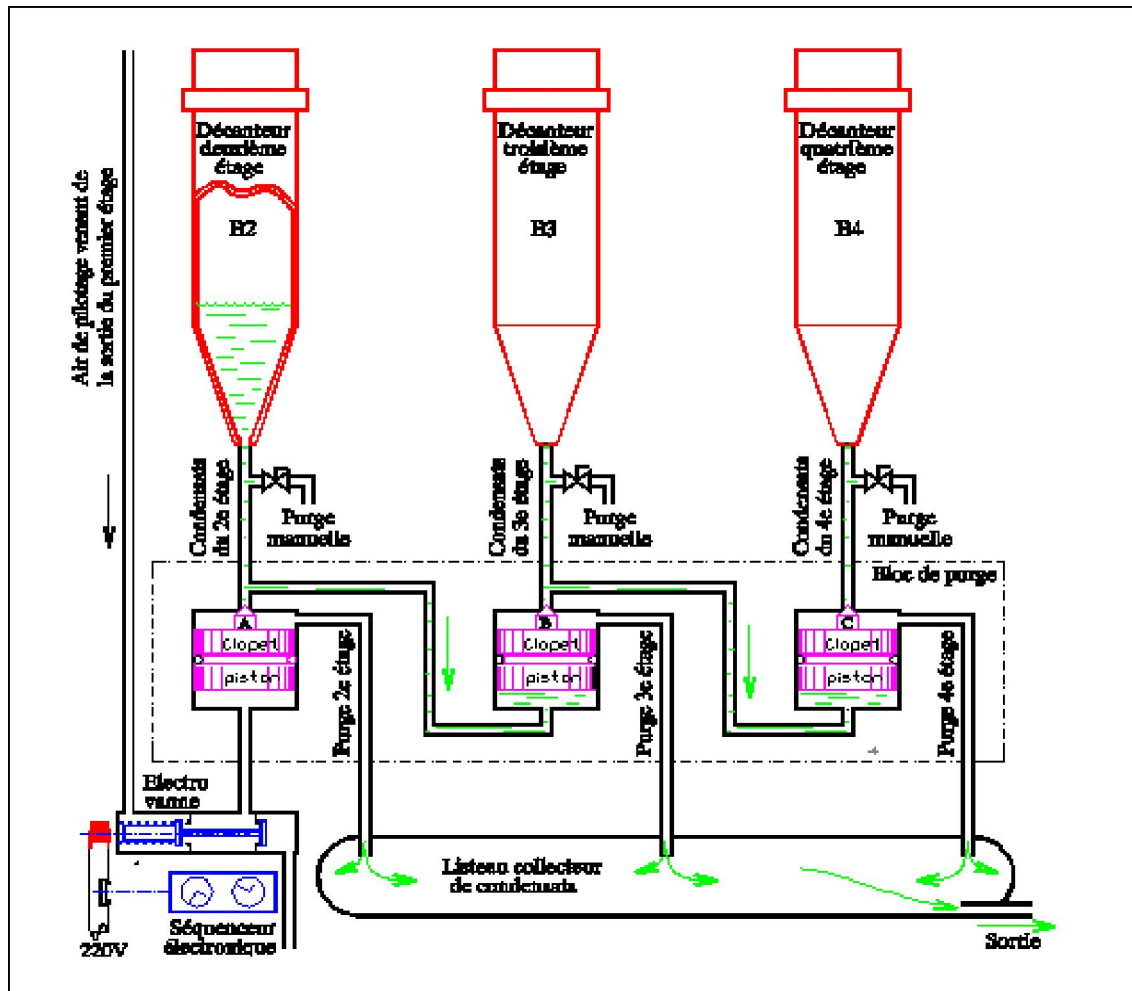 Décanteur
deuxième
étage
B2
Décanteur
troisième
étage
B3
Décanteur
quatrième
étage
B4
Air de pilotage venant de
la sortie du premier étage
Condensats
du 2e étage
Purge
manuelle
Condensats
du 3e étage
Purge
manuelle
Condensats
du 4e étage
Purge
manuelle
Bloc de purge
A
Clapet
piston
Purge 2e étage
B
Clapet
piston
Purge 3e étage
C
Clapet
piston
Purge 4e étage
Electro
vanne
collecteur
de condensats
Séquenceur
électronique
220V
Sortie